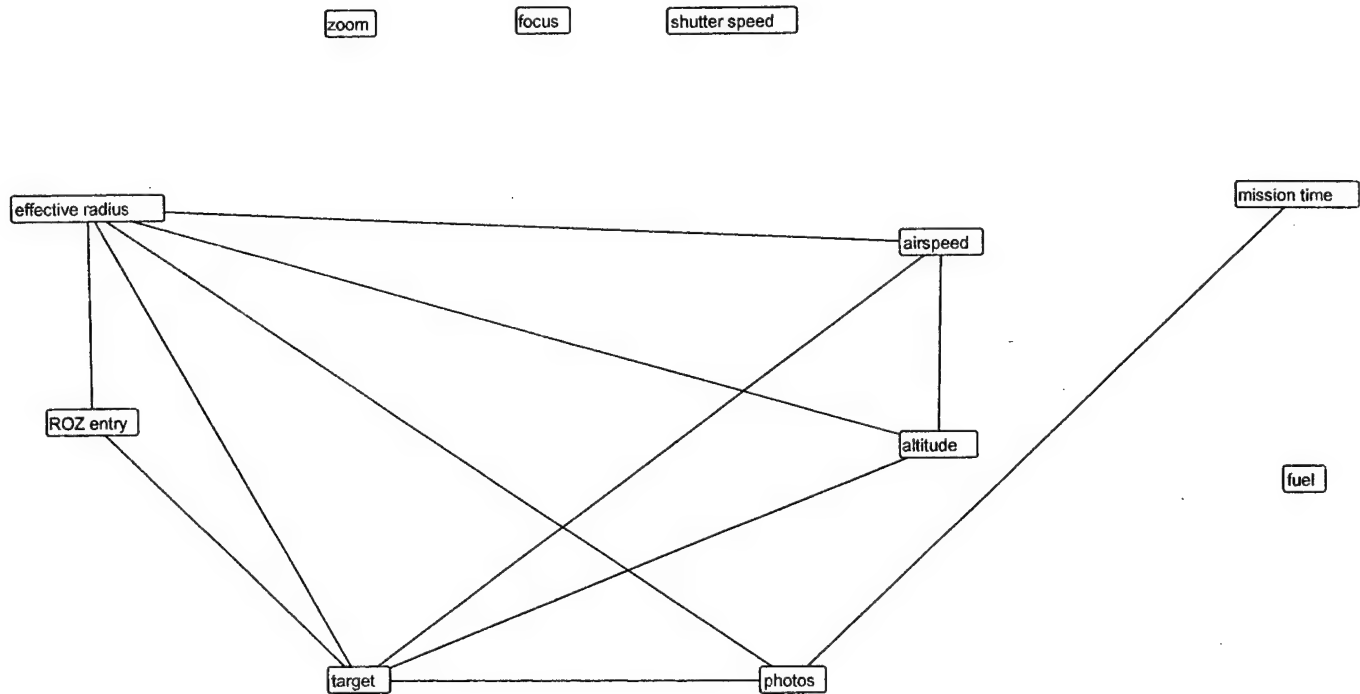 zoom
focus
shutter speed
effective radius
mission time
airspeed
ROZ entry
altitude
fuel
target
photos